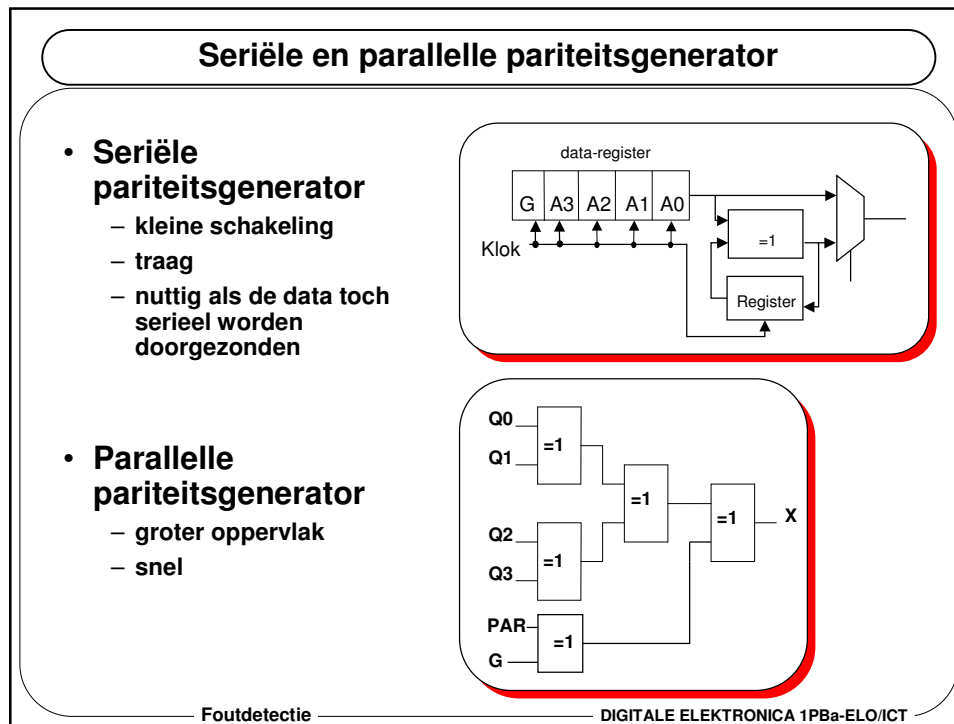 Seriële en parallelle pariteitsgenerator
• Seriële
pariteitsgenerator
– kleine schakeling
– traag
– nuttig als de data toch
serieel worden
doorgezonden
data-register
G A3 A2 A1 A0
Klok
=1
Register
• Parallelle
pariteitsgenerator
– groter oppervlak
– snel
Q0
=1
Q1
=1
=1
X
Q2
=1
Q3
PAR
=1
G
Foutdetectie
DIGITALE ELEKTRONICA 1PBa-ELO/ICT